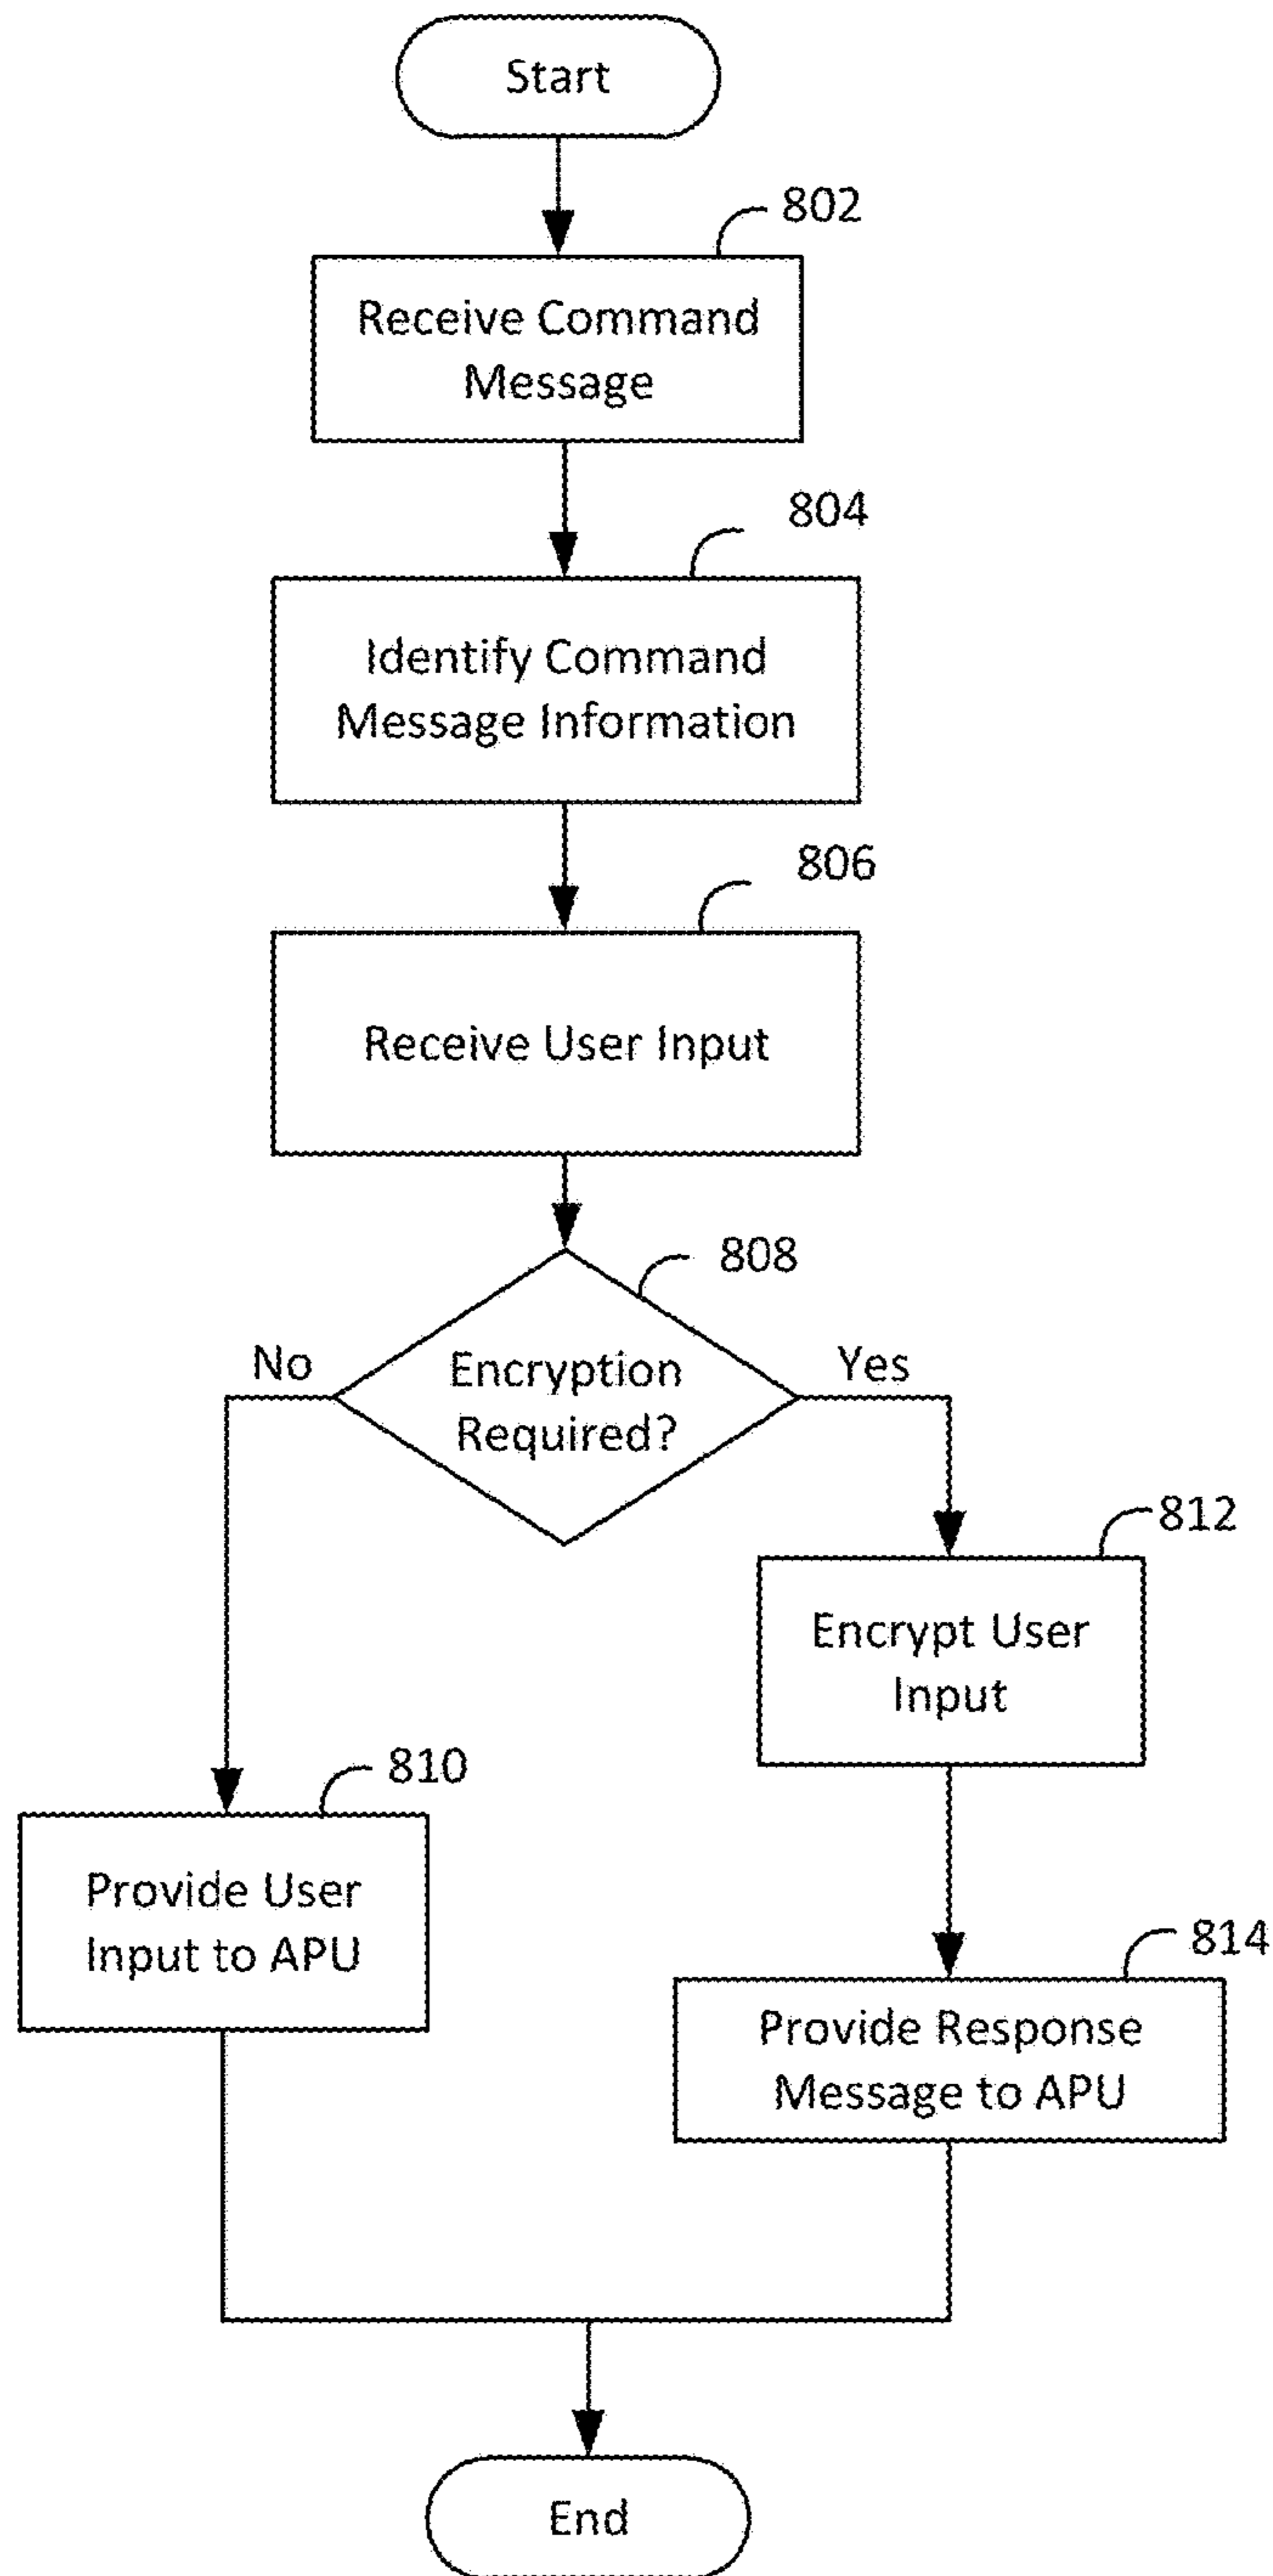 Start
802
Receive Command
Message
804
Identify Command
Message Information
806
Receive User Input
808
No
Encryption
Required?
Yes
812
Encrypt User
Input
810
Provide User
Input to APU
814
Provide Response
Message to APU
End